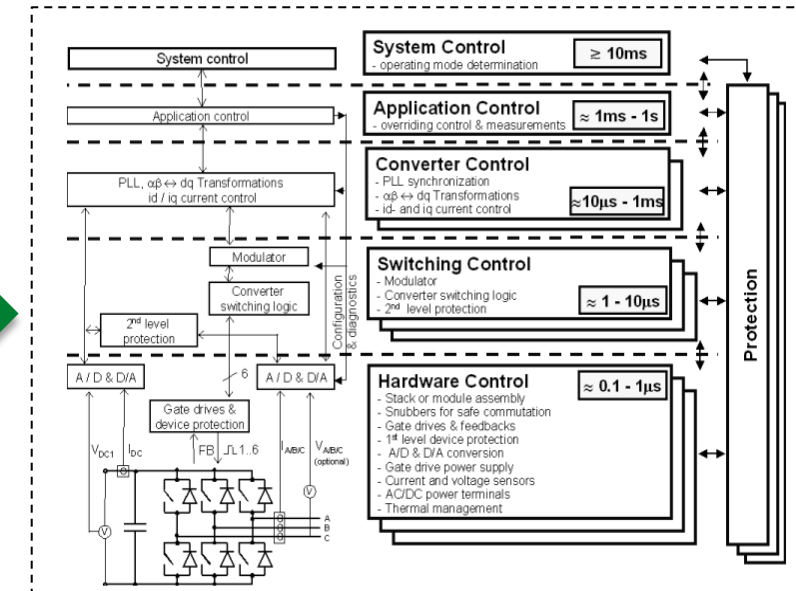 System control
Application control
PLL, αβ ↔ dq Transformations
id / iq current control
Modulator
Converter
switching logic
2nd level
protection
Configuration
& diagnostics
A / D & D/A
6
A / D & D/A
Gate drives &
device protection
VDC1
IDC
FB
1..6
IA/B/C
VA/B/C
(optional)
V
V
A
B
C
System Control
≥ 10ms
- operating mode determination
Application Control
≈ 1ms - 1s
- overriding control & measurements
Converter Control
- PLL synchronization
- αβ ↔ dq Transformations
- id- and iq current control
≈10μs - 1ms
Switching Control
- Modulator
- Converter switching logic
- 2nd level protection
≈ 1 - 10μs
Hardware Control
≈ 0.1 - 1μs
- Stack or module assembly
- Snubbers for safe commutation
- Gate drives & feedbacks
- 1st level device protection
- A/D & D/A conversion
- Gate drive power supply
- Current and voltage sensors
- AC/DC power terminals
- Thermal management
Protection